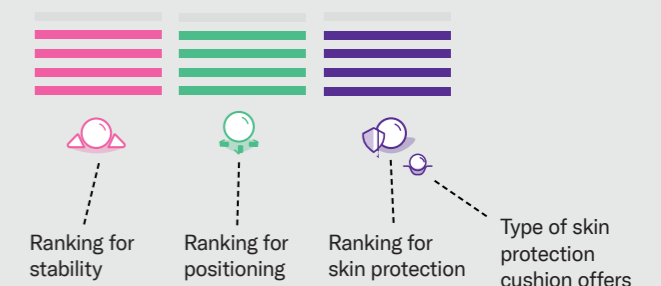 Ranking for
stability
Ranking for
positioning
Ranking for
skin protection
Type of skin
protection
cushion offers